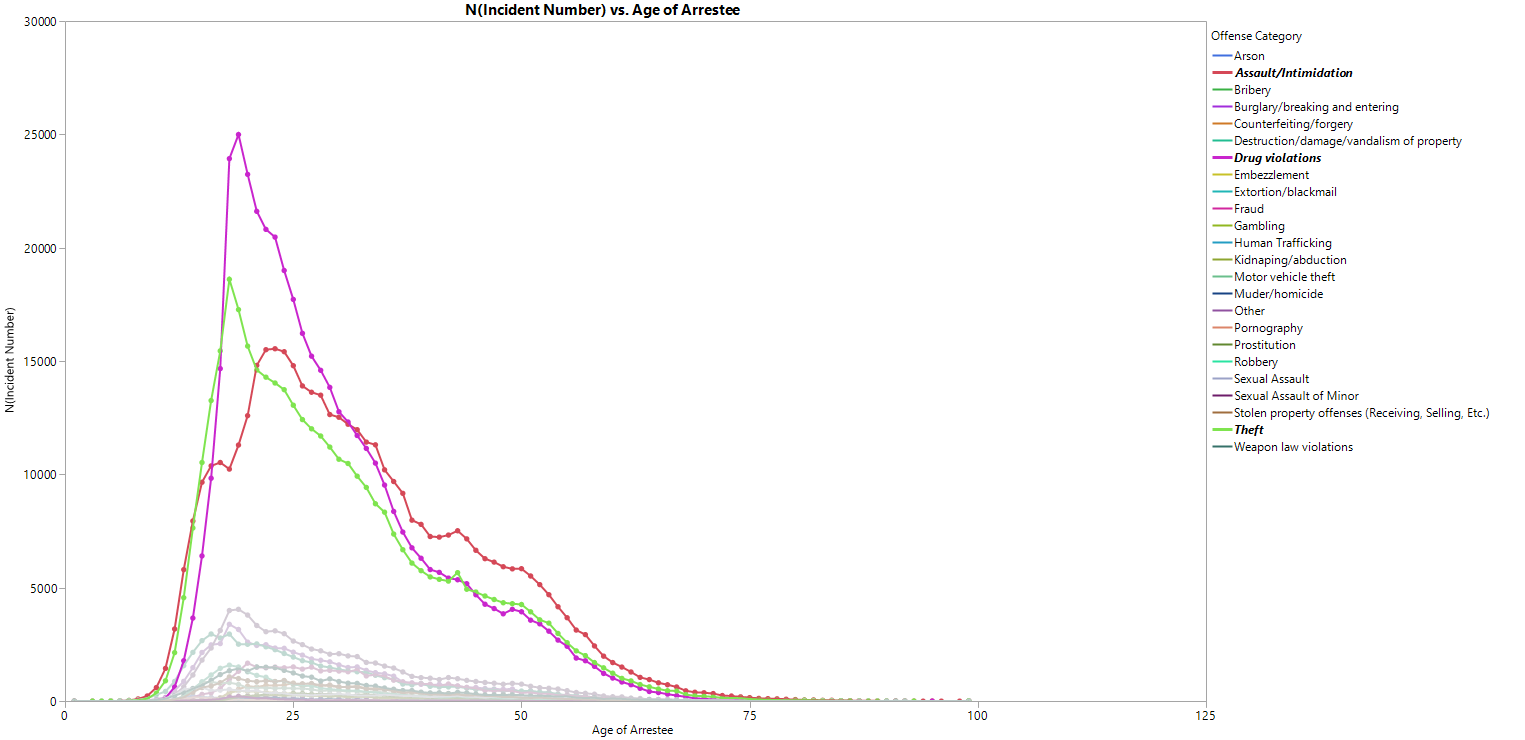 N(Incident Number) vs. Age of Arrestee
30000
25000
20000
15000
10000
5000
0
N(Incident Number)
0
25
50
75
100
125
Age of Arrestee
Offense Category
Arson
Assault/Intimidation
Bribery
Burglary/breaking and entering
Counterfeiting/forgery
Destruction/damage/vandalism of property
Drug violations
Embezzlement
Extortion/blackmail
Fraud
Gambling
Human Trafficking
Kidnaping/abduction
Motor vehicle theft
Muder/homicide
Other
Pornography
Prostitution
Robbery
Sexual Assault
Sexual Assault of Minor
Stolen property offenses (Receiving, Selling, Etc.)
Theft
Weapon law violations